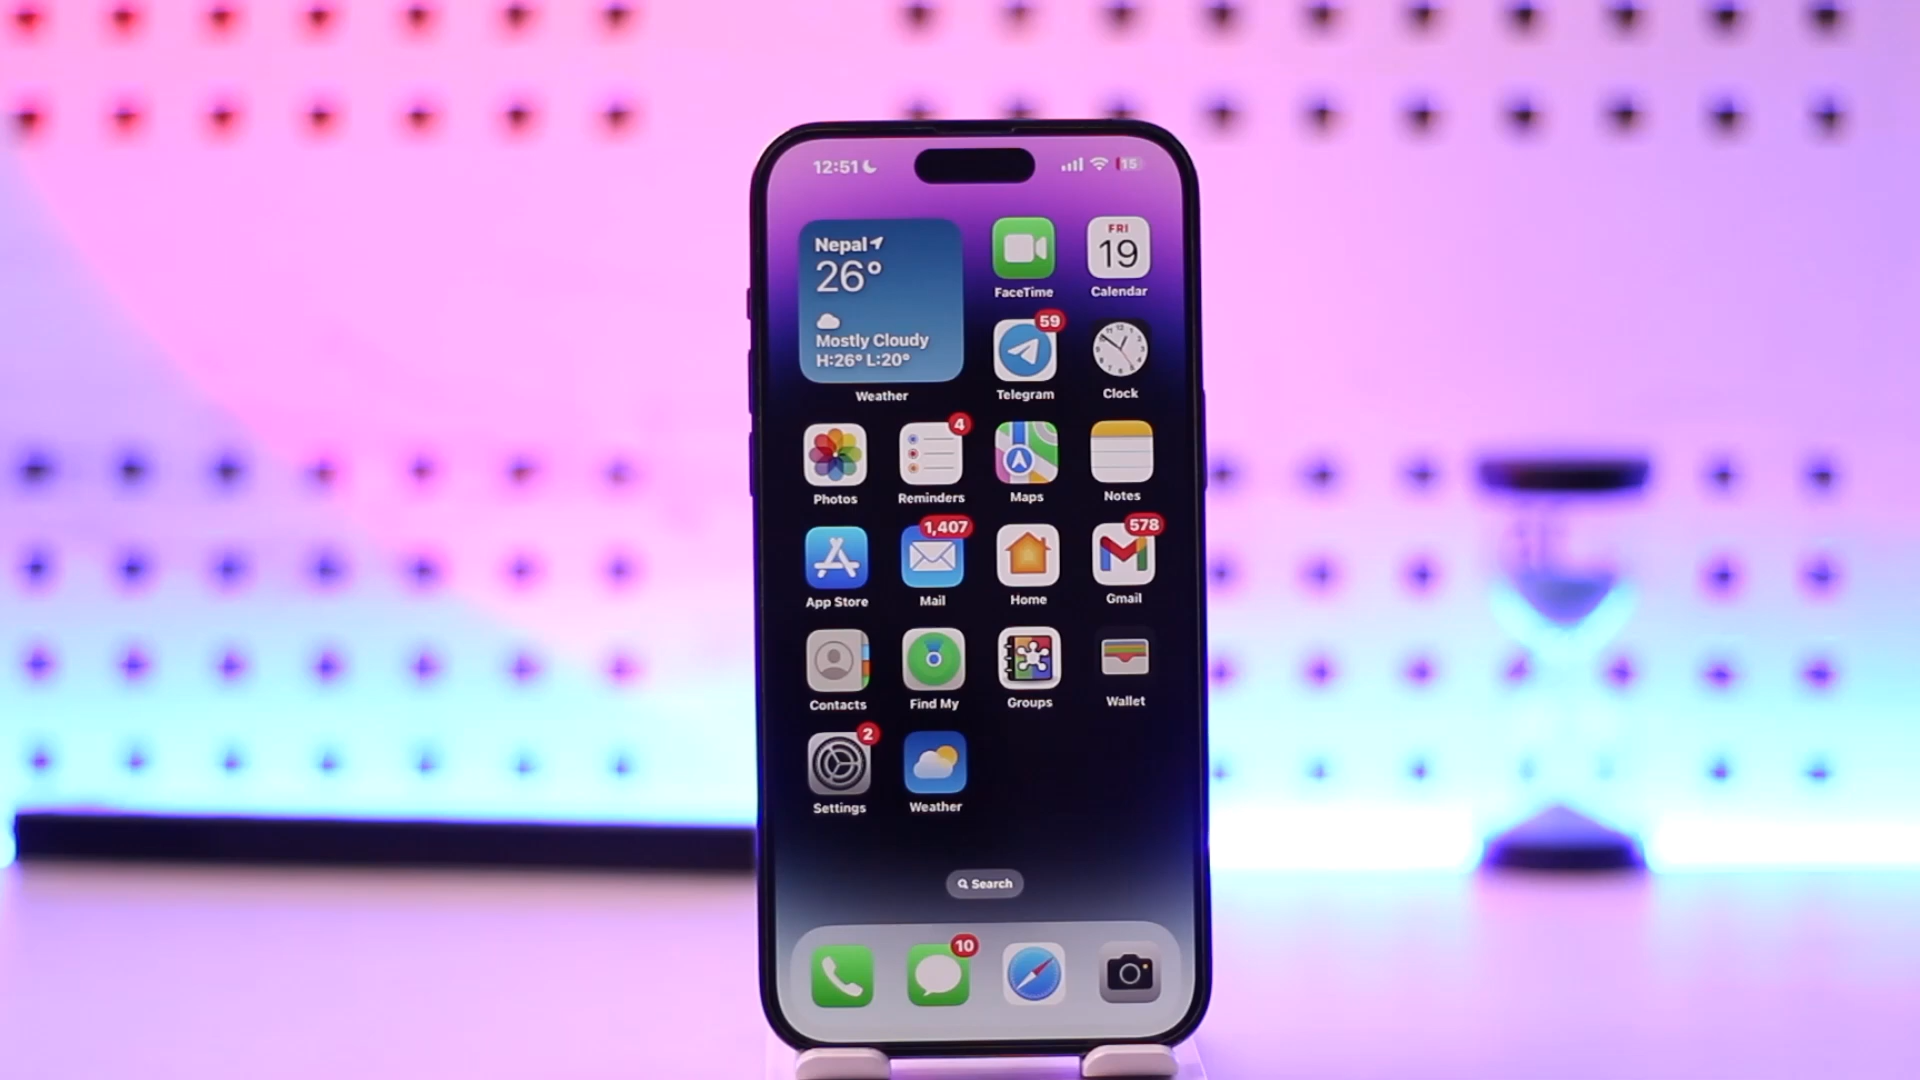 12:51
15
Nepal
26°
Mostly Cloudy
H:26° L:20°
Weather
FaceTime
FRI
19
Calendar
59
Telegram
Clock
Photos
4
Reminders
Maps
Notes
App Store
1,407
Mail
Home
578
Gmail
Contacts
Find My
Groups
Wallet
2
Settings
Weather
Search
10